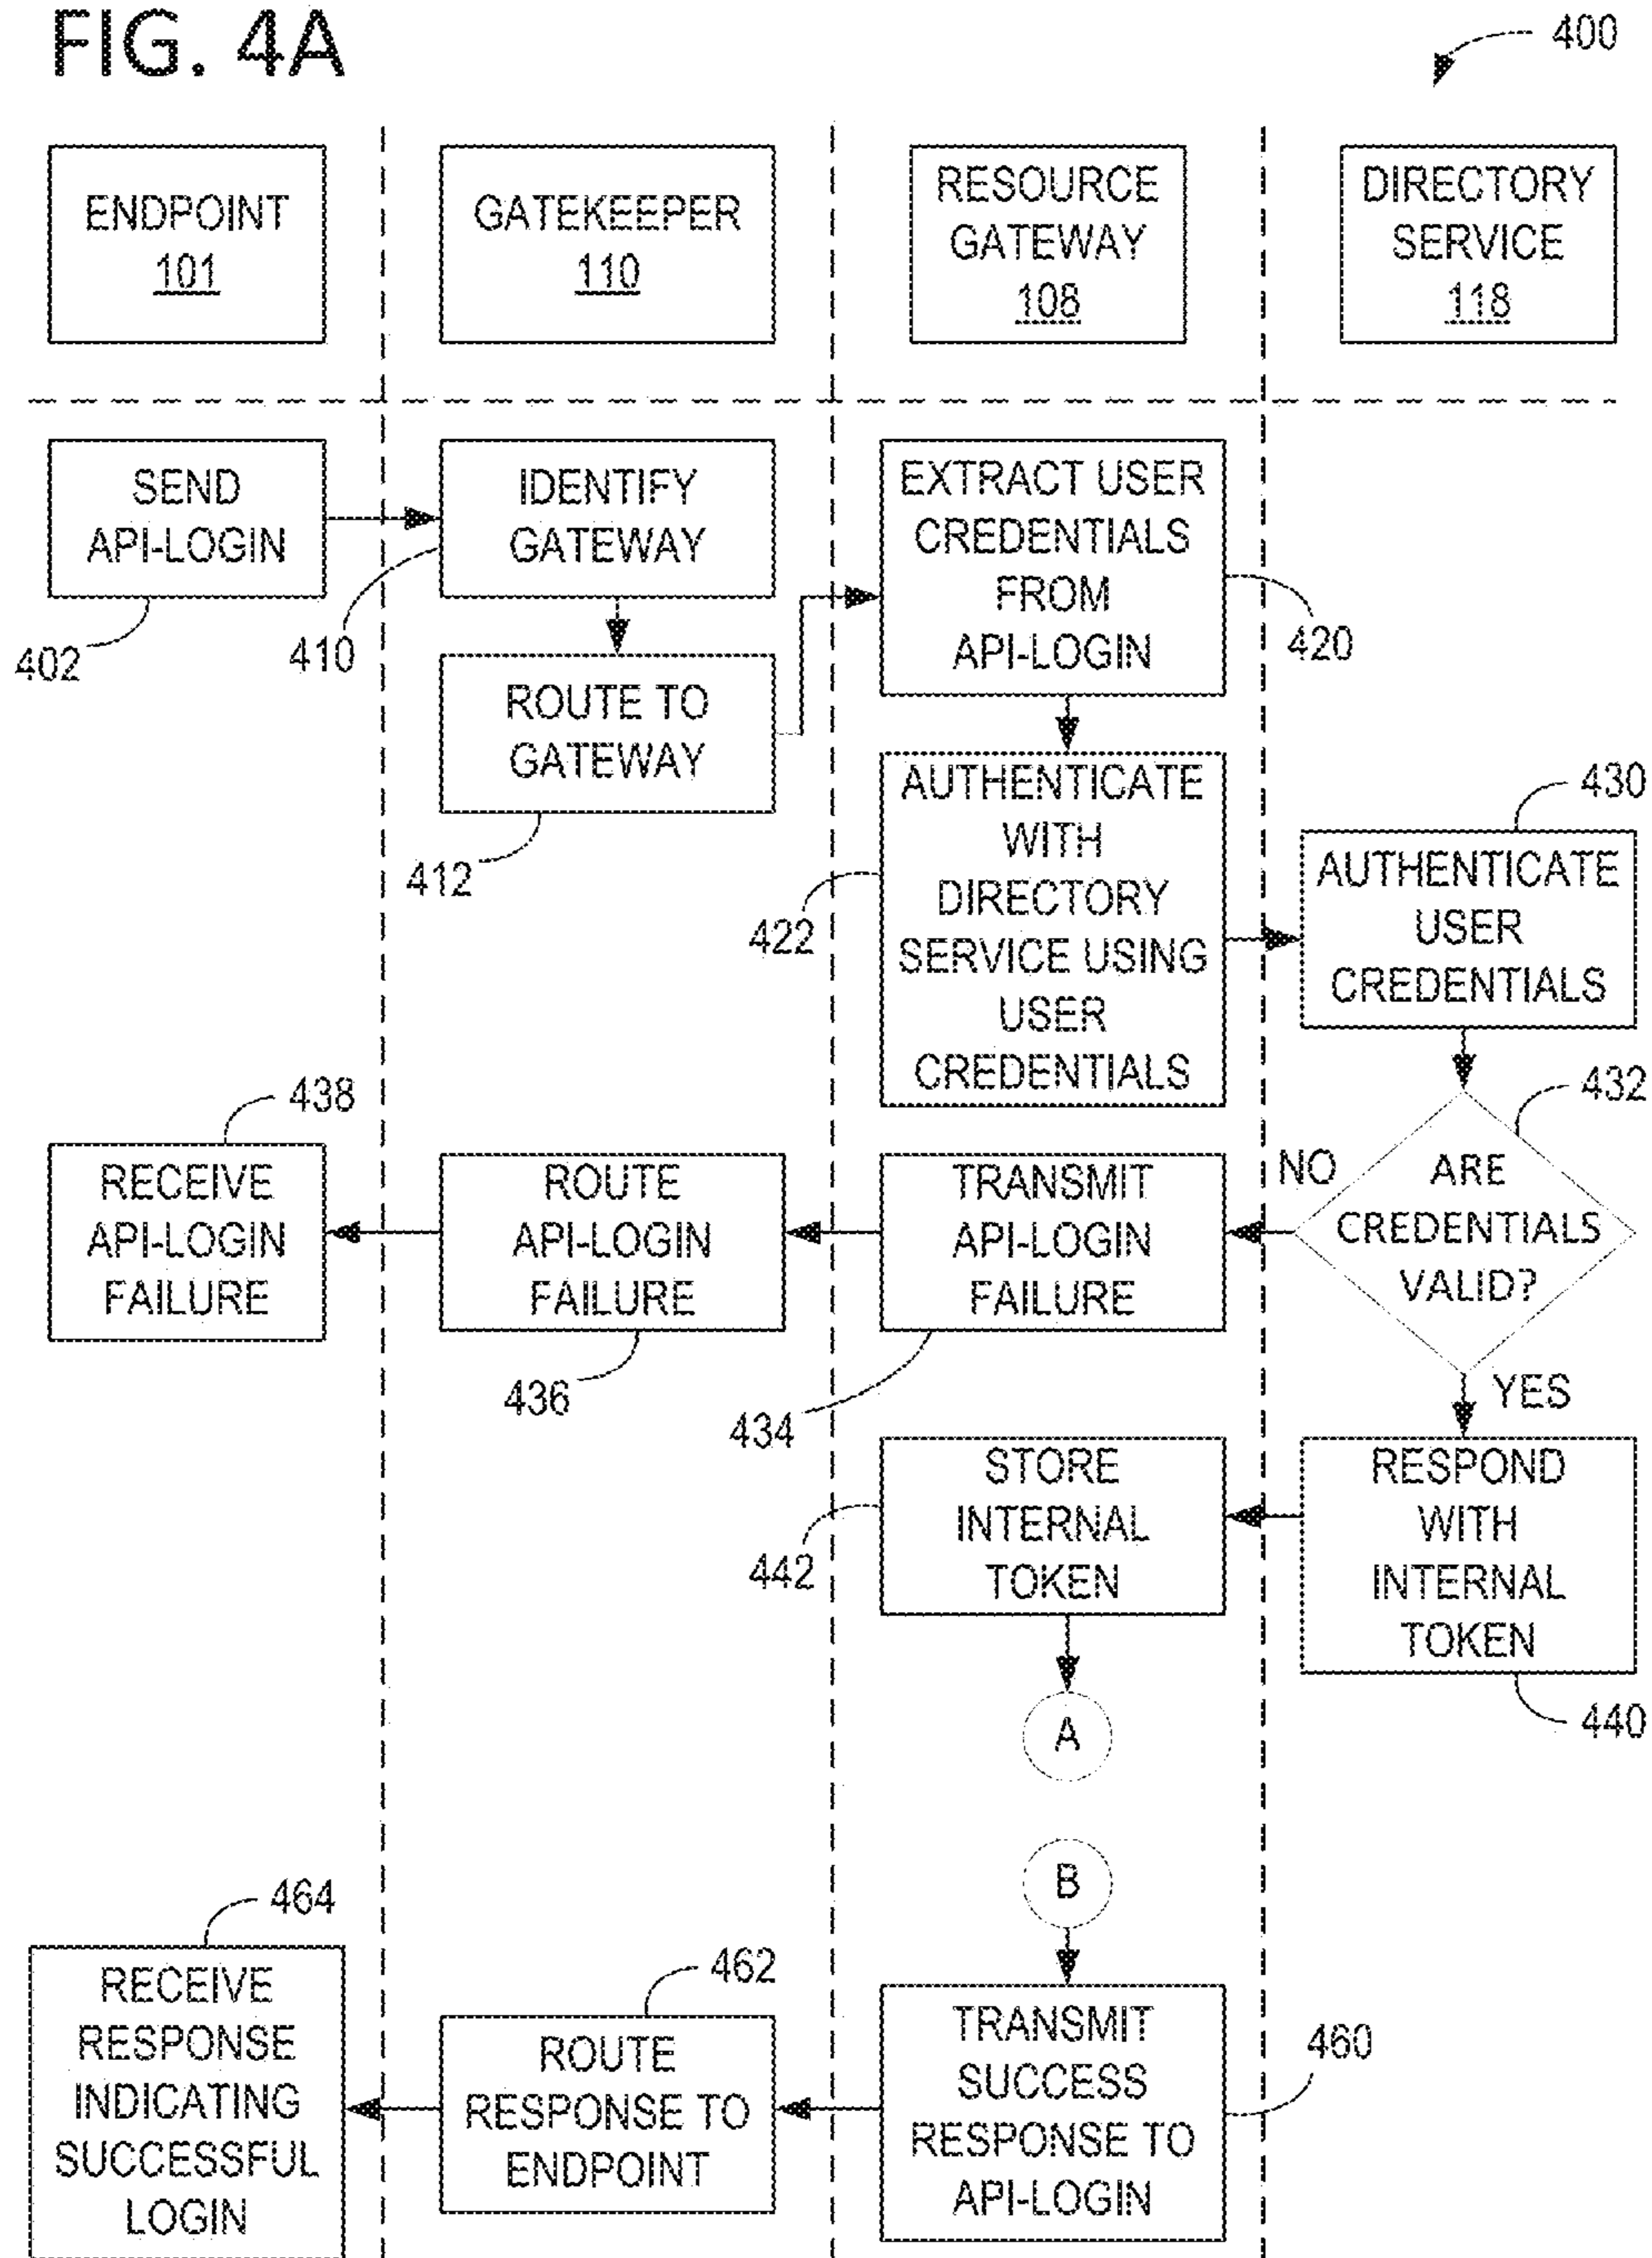 FIG. 4A
400
ENDPOINT
101
GATEKEEPER
110
RESOURCE
GATEWAY
108
DIRECTORY
SERVICE
118
SEND
API-LOGIN
402
IDENTIFY
GATEWAY
410
ROUTE TO
GATEWAY
412
EXTRACT USER
CREDENTIALS
FROM
API-LOGIN
420
AUTHENTICATE
WITH
DIRECTORY
SERVICE USING
USER
CREDENTIALS
422
430
AUTHENTICATE
USER
CREDENTIALS
432
ARE
CREDENTIALS
VALID?
NO
YES
TRANSMIT
API-LOGIN
FAILURE
434
ROUTE
API-LOGIN
FAILURE
436
438
RECEIVE
API-LOGIN
FAILURE
RESPOND
WITH
INTERNAL
TOKEN
440
STORE
INTERNAL
TOKEN
442
A
B
TRANSMIT
SUCCESS
RESPONSE TO
API-LOGIN
460
462
ROUTE
RESPONSE TO
ENDPOINT
464
RECEIVE
RESPONSE
INDICATING
SUCCESSFUL
LOGIN